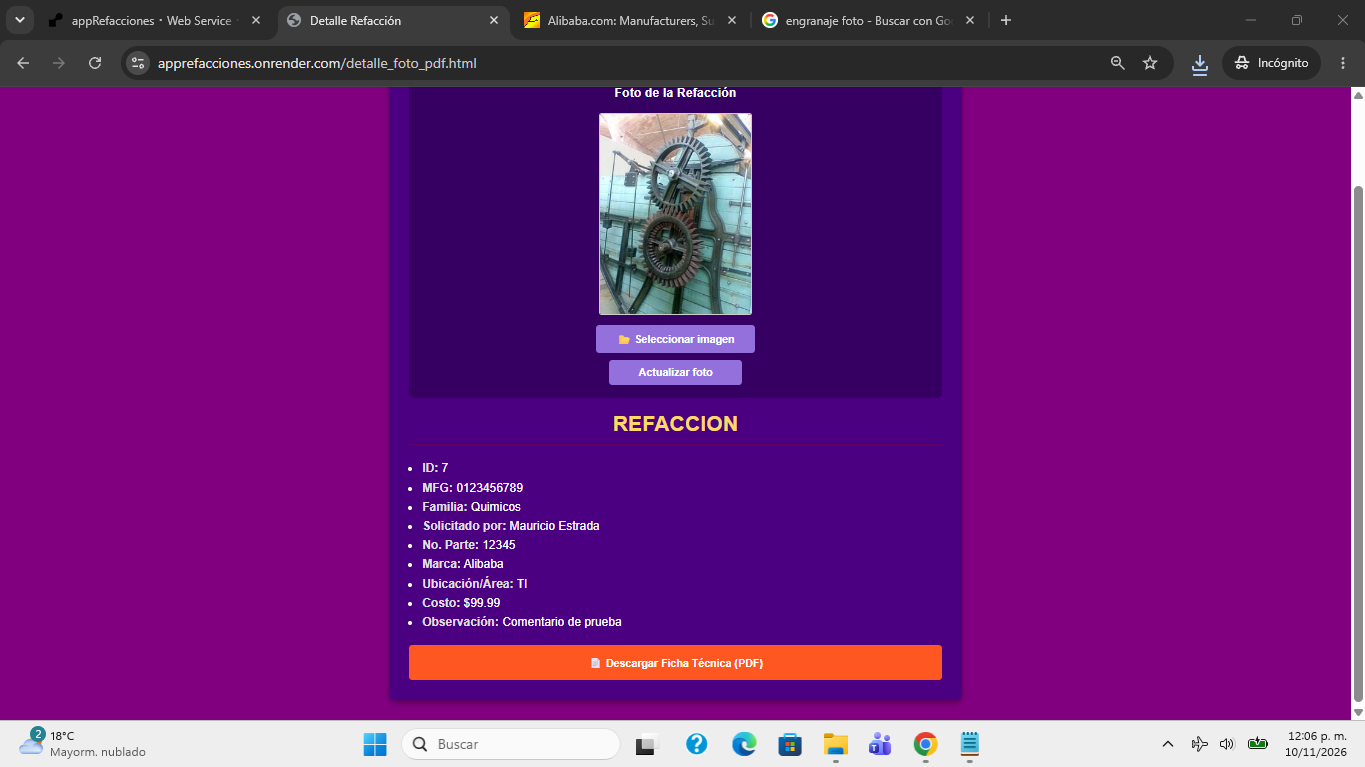 appRefacciones · Web Service ·
Detalle Refacción
Alibaba.com: Manufacturers, Su
engranaje foto - Buscar con Goo
apprefacciones.onrender.com/detalle_foto_pdf.html
Incógnito
Foto de la Refacción
Seleccionar imagen
Actualizar foto
REFACCION
ID: 7
MFG: 0123456789
Familia: Quimicos
Solicitado por: Mauricio Estrada
No. Parte: 12345
Marca: Alibaba
Ubicación/Área: TI
Costo: $99.99
Observación: Comentario de prueba
Descargar Ficha Técnica (PDF)
2
18°C
Mayorm. nublado
Buscar
12:06 p. m.
10/11/2026